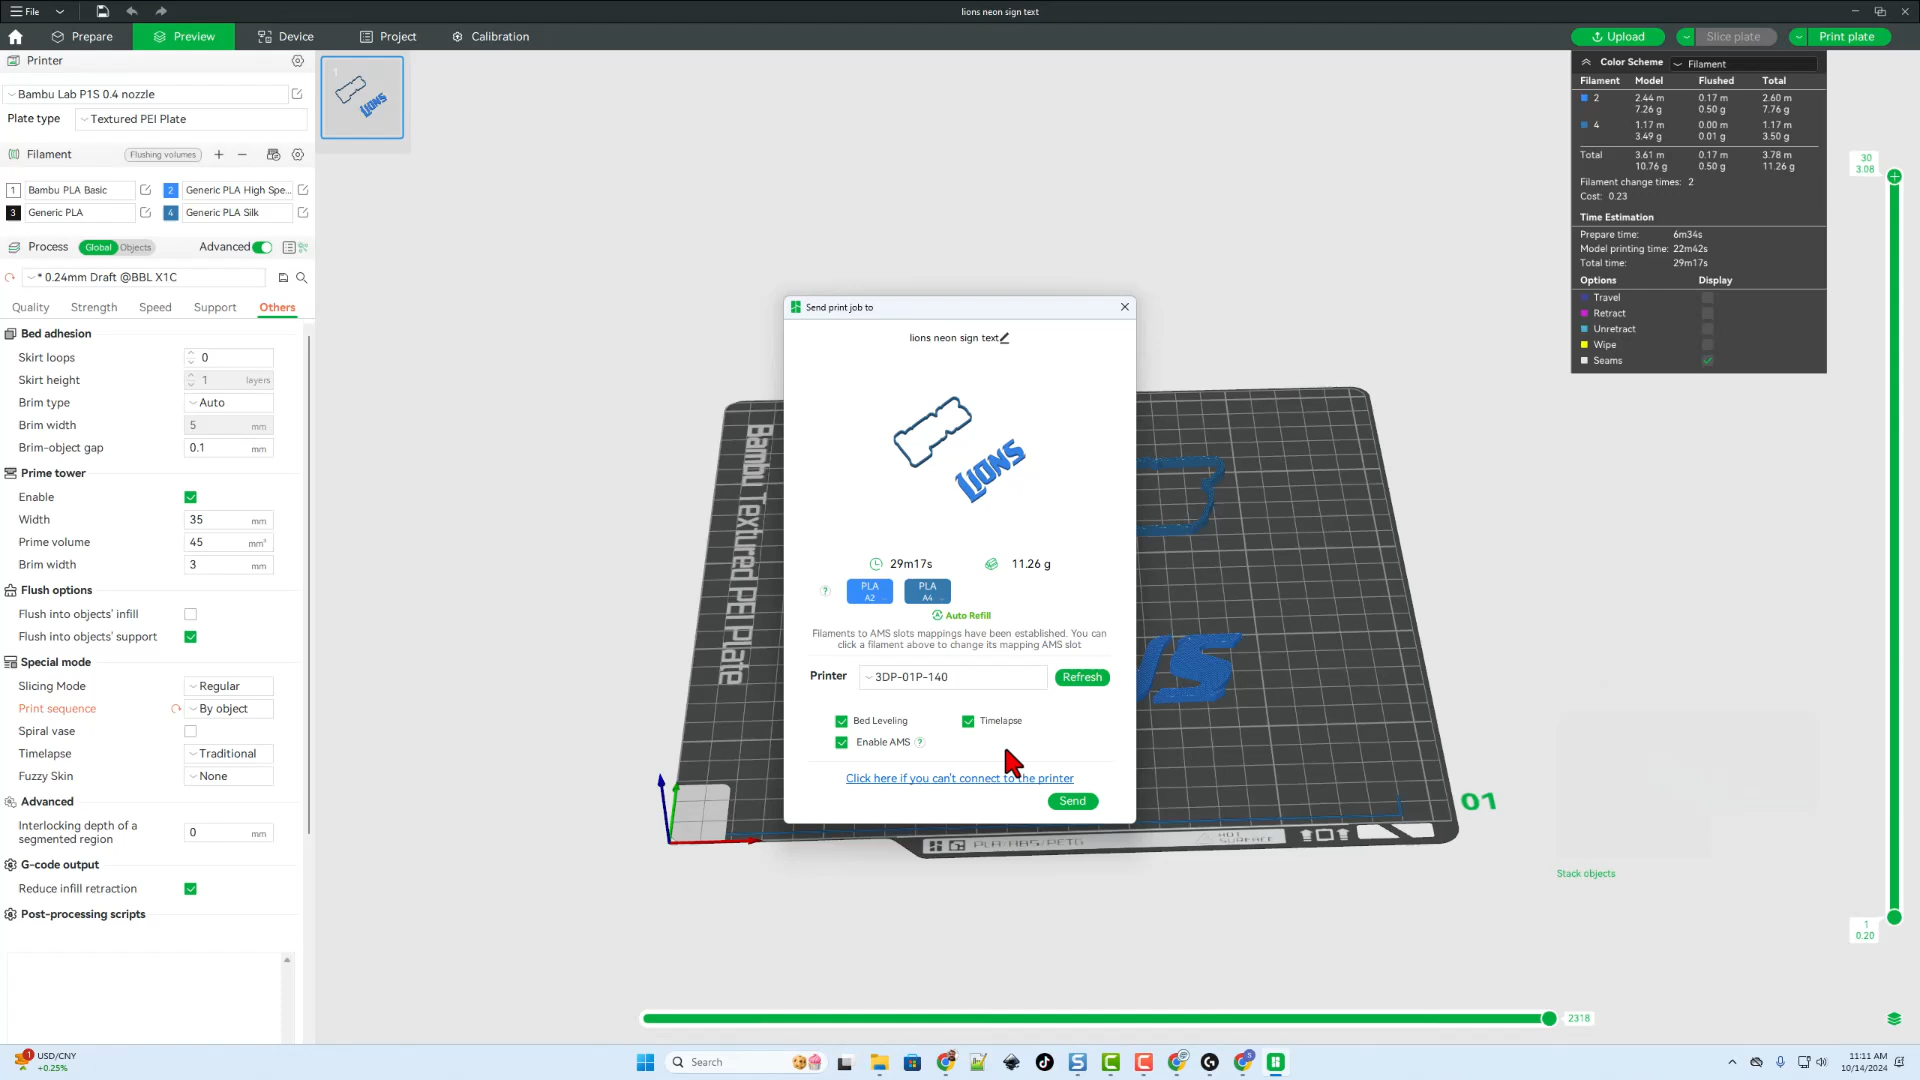 File
lions neon sign text
Prepare
Preview
Device
Project
Calibration
Upload
Slice plate
Print plate
Printer
Bambu Lab P1S 0.4 nozzle
Plate type
Textured PEI Plate
Filament
Flushing volumes
1 Bambu PLA Basic
2 Generic PLA High Spe...
3 Generic PLA
4 Generic PLA Silk
Process
Global
Objects
Advanced
* 0.24mm Draft @BBL X1C
Quality
Strength
Speed
Support
Others
Bed adhesion
Skirt loops 0
Skirt height 1 layers
Brim type Auto
Brim width 5 mm
Brim-object gap 0.1 mm
Prime tower
Enable
Width 35 mm
Prime volume 45 mm³
Brim width 3 mm
Flush options
Flush into objects' infill
Flush into objects' support
Special mode
Slicing Mode Regular
Print sequence By object
Spiral vase
Timelapse Traditional
Fuzzy Skin None
Advanced
Interlocking depth of a
segmented region 0 mm
G-code output
Reduce infill retraction
Post-processing scripts
1
LIONS
Send print job to
lions neon sign text
LIONS
29m17s
11.26 g
PLA
A2
PLA
A4
Auto Refill
Filaments to AMS slots mappings have been established. You can
click a filament above to change its mapping AMS slot
Printer
3DP-01P-140
Refresh
Bed Leveling
Timelapse
Enable AMS
Click here if you can't connect to the printer
Send
Bambu Textured PEI Plate
NS
01
PLA/ABS/PETG
HOT
SURFACE
Color Scheme
Filament
Filament Model Flushed Total
2 2.44 m 0.17 m 2.60 m
7.26 g 0.50 g 7.76 g
4 1.17 m 0.00 m 1.17 m
3.49 g 0.01 g 3.50 g
Total 3.61 m 0.17 m 3.78 m
10.76 g 0.50 g 11.26 g
Filament change times: 2
Cost: 0.23
Time Estimation
Prepare time: 6m34s
Model printing time: 22m42s
Total time: 29m17s
Options Display
Travel
Retract
Unretract
Wipe
Seams
30
3.08
1
0.20
Stack objects
2318
1
USD/CNY
+0.25%
Search
11:11 AM
10/14/2024